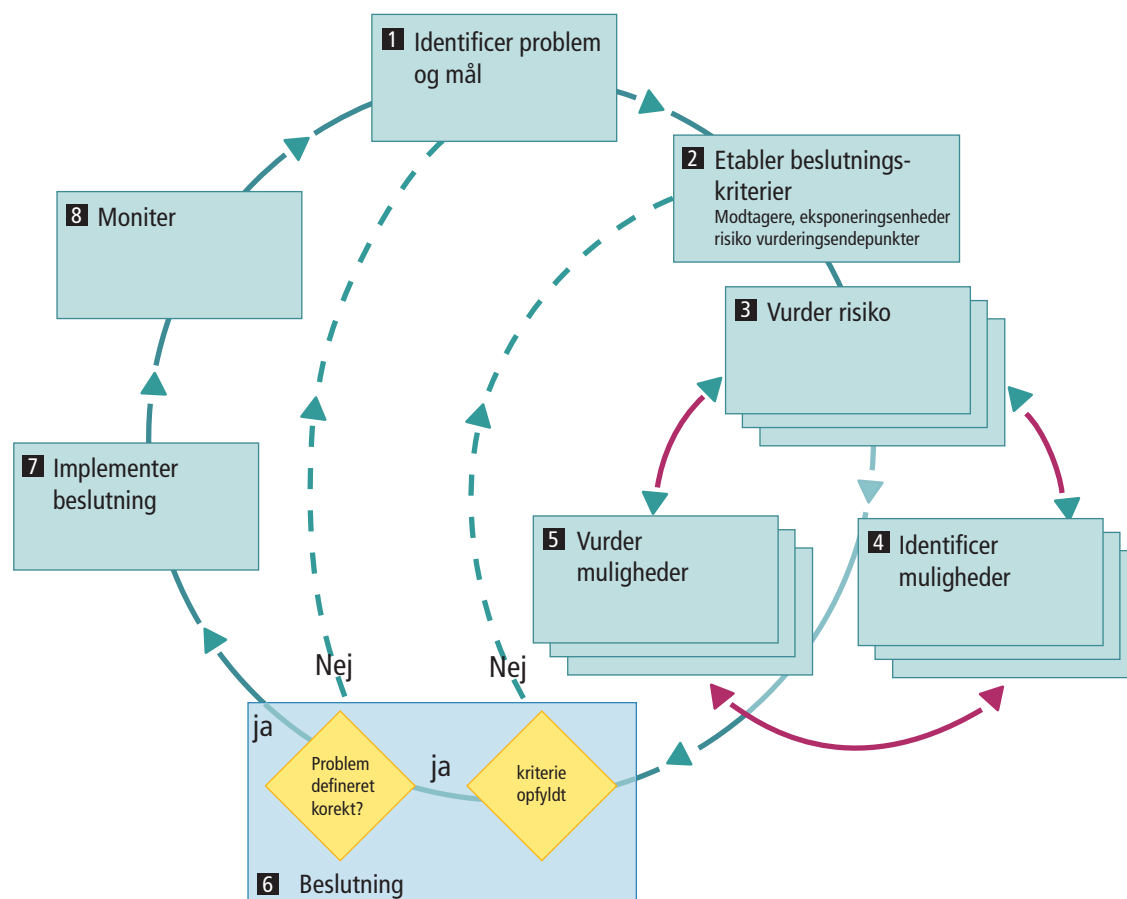 1 Identificer problem
og mål
2 Etabler beslutnings-
kriterier
Modtagere, eksponeringsenheder
risiko vurderingsendepunkter
8 Moniter
3 Vurder risiko
7 Implementer
beslutning
5 Vurder
muligheder
4 Identificer
muligheder
Nej
Nej
ja
ja
Problem
defineret
korekt?
kriterie
opfyldt
6 Beslutning